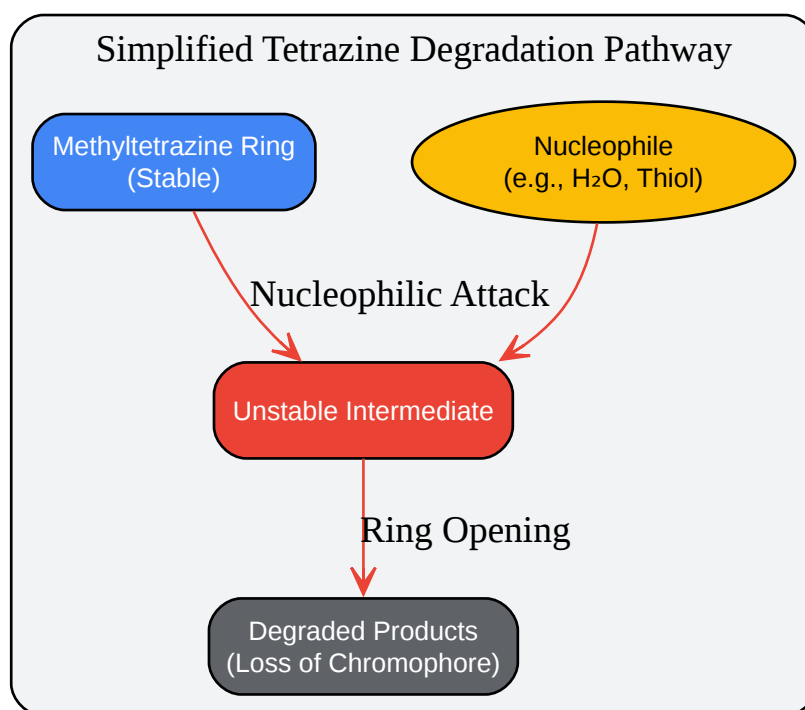 Simplified Tetrazine Degradation Pathway
Methyltetrazine Ring
(Stable)
Nucleophile
(e.g., H₂O, Thiol)
Nucleophilic Attack
Unstable Intermediate
Ring Opening
Degraded Products
(Loss of Chromophore)